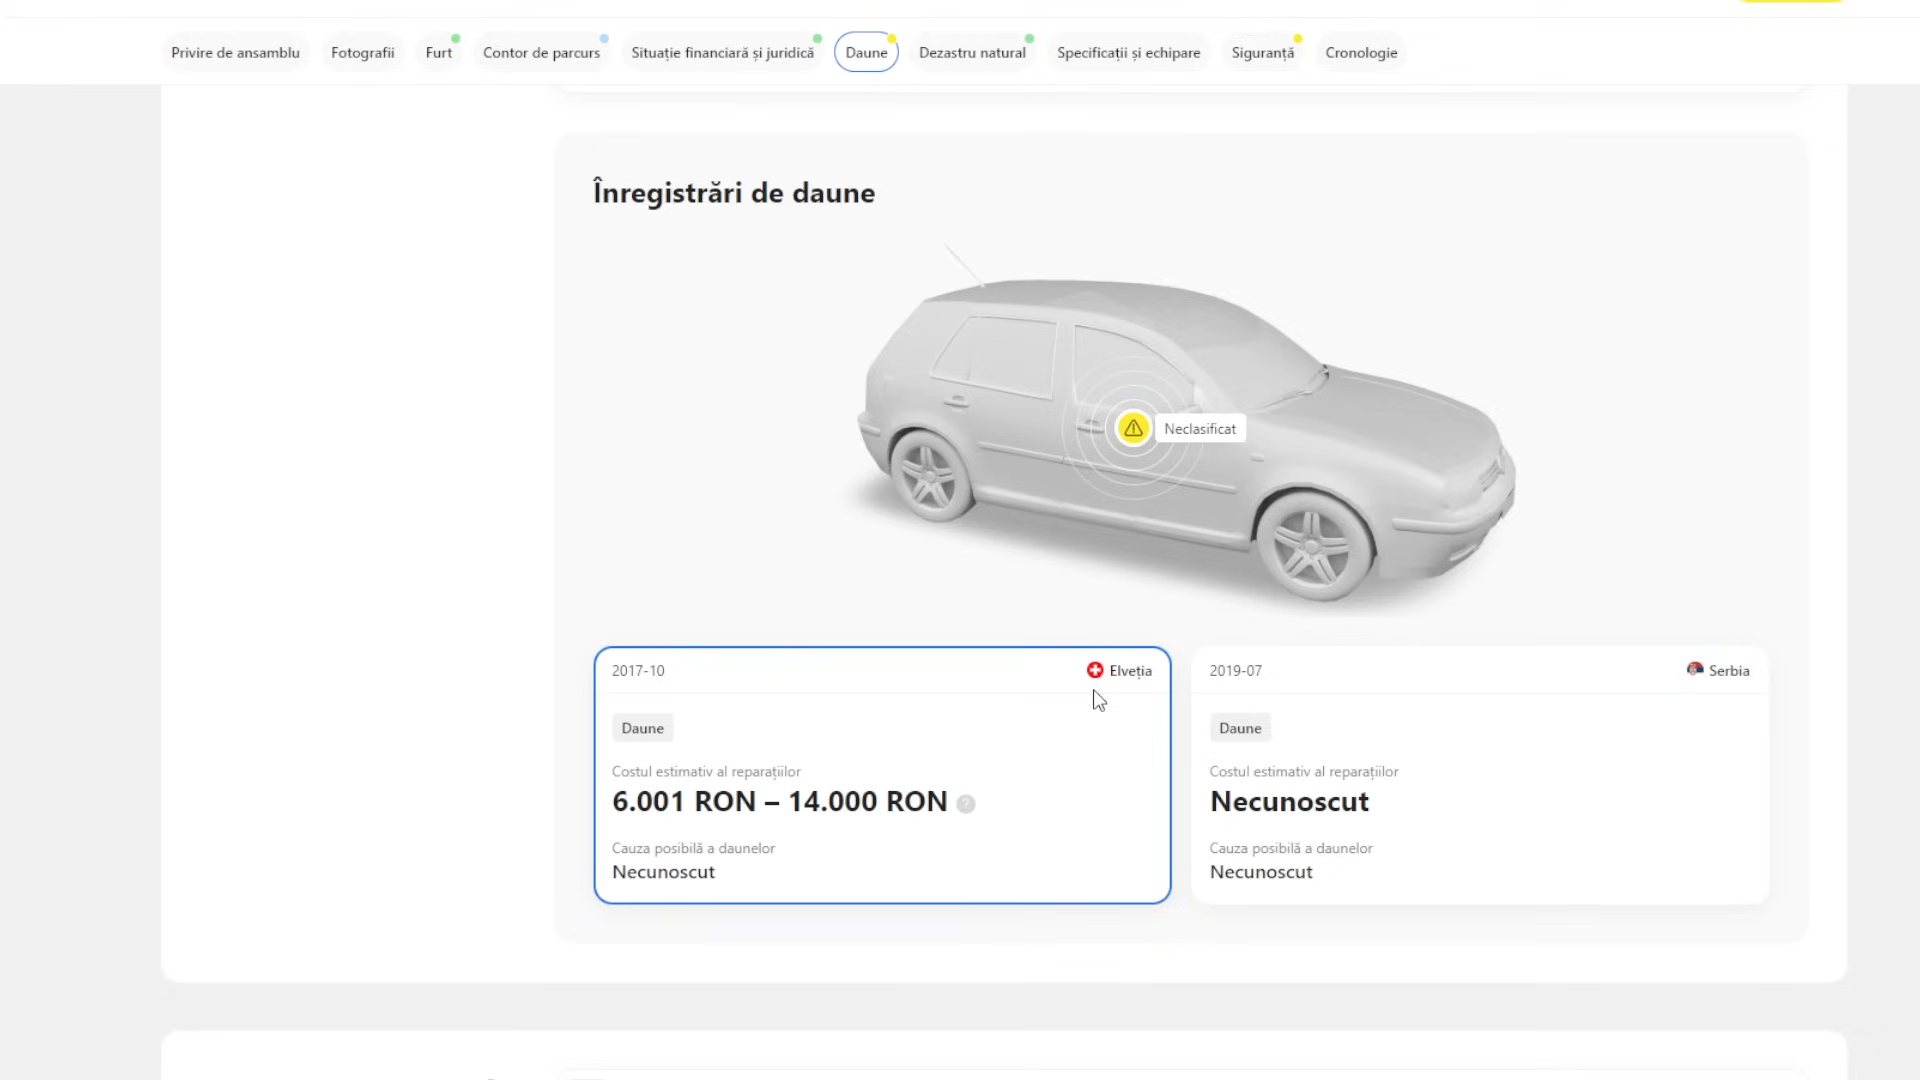 Privire de ansamblu
Fotografii
Furt
Contor de parcurs
Situație financiară și juridică
Daune
Dezastru natural
Specificații și echipare
Siguranță
Cronologie
Înregistrări de daune
Neclasificat
2017-10
Elveția
Daune
Costul estimativ al reparațiilor
6.001 RON – 14.000 RON
?
Cauza posibilă a daunelor
Necunoscut
2019-07
Serbia
Daune
Costul estimativ al reparațiilor
Necunoscut
Cauza posibilă a daunelor
Necunoscut